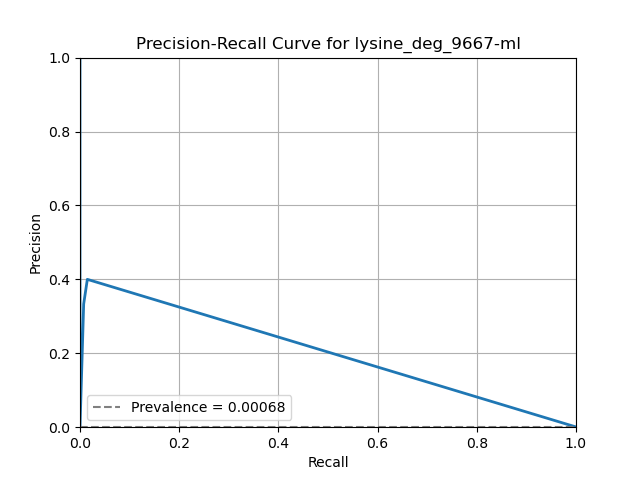 Precision-Recall Curve for lysine_deg_9667-ml
1.0
0.8
0.6
0.4
0.2
0.0
Precision
Prevalence = 0.00068
0.0 0.2 0.4 0.6 0.8 1.0
Recall